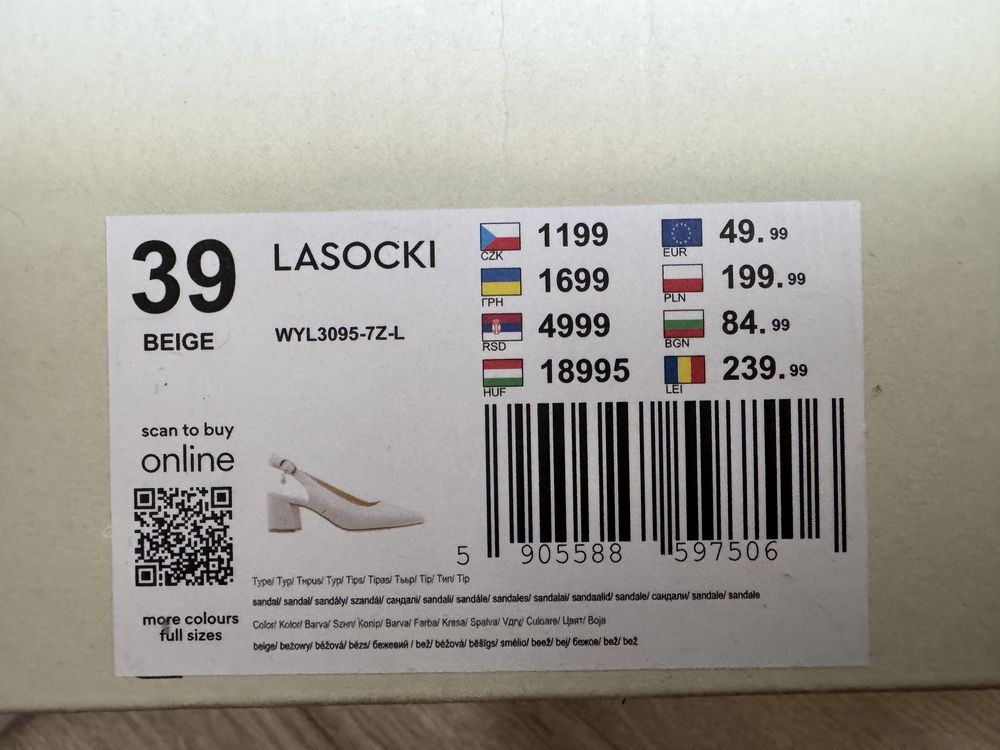 39
BEIGE
LASOCKI
WYL3095-7Z-L
CZK 1199
ГРН 1699
RSD 4999
HUF 18995
EUR 49.99
PLN 199.99
BGN 84.99
LEI 239.99
scan to buy
online
more colours
full sizes
5 905588 597506
Type/ Typ/ Típus/ Typ/ Tips/ Tipas/ Tip/ Тип/ Tip
sandal/ sandał/ sandály/ szandál/ сандалі/ sandali/ sandále/ sandales/ sandalai/ sandaalid/ sandale/ сандали/ sandale/ sandale
Color/ Kolor/ Barva/ Szín/ Колір/ Barva/ Farba/ Krasa/ Spalva/ Culoare/ Цвят/ Boja
beige/ beżowy/ béžová/ bézs/ бежевий / bež/ béžová/ bēšīgs/ smėlio/ beež/ bej/ бежов/ bež/ bež